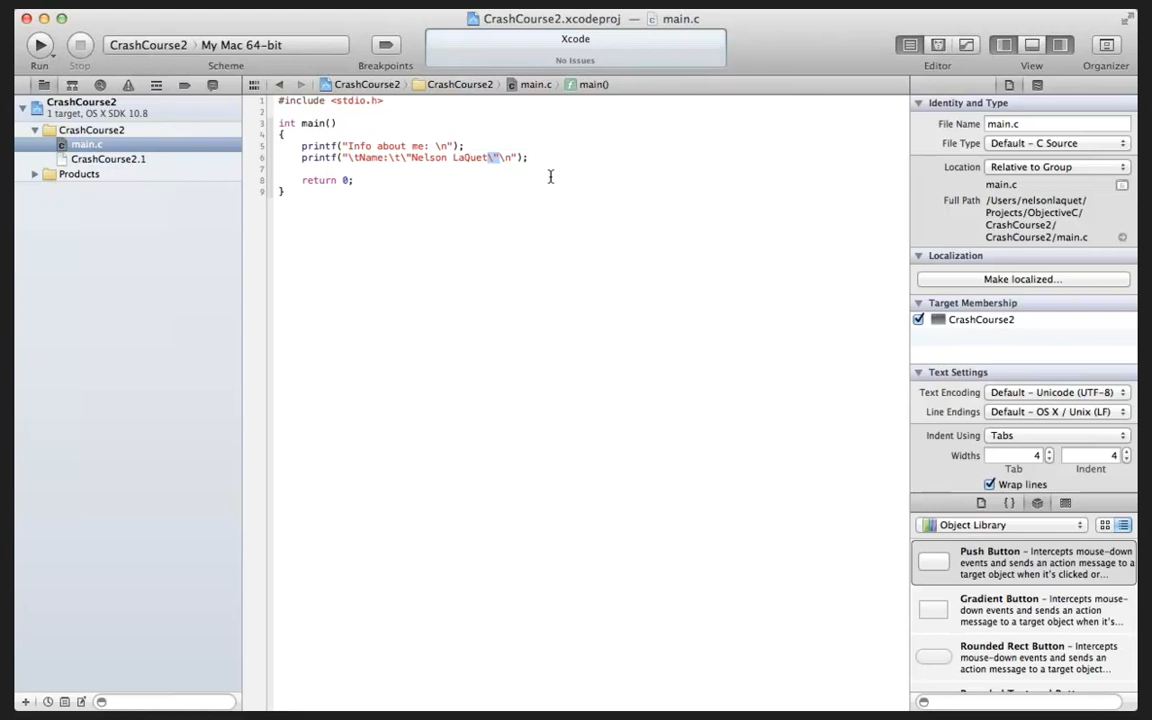 CrashCourse2.xcodeproj — main.c
Run
Stop
CrashCourse2 › My Mac 64-bit
Scheme
Breakpoints
Xcode
No Issues
Editor
View
Organizer
CrashCourse2 › CrashCourse2 › main.c › main()
CrashCourse2
1 target, OS X SDK 10.8
CrashCourse2
main.c
CrashCourse2.1
Products
1 #include <stdio.h>
2
3 int main()
4 {
5 printf("Info about me: \n");
6 printf("\tName:\t\"Nelson LaQuet\"\n");
7
8 return 0;
9 }
Identity and Type
File Name main.c
File Type Default - C Source
Location Relative to Group
main.c
Full Path /Users/nelsonlaquet/
Projects/ObjectiveC/
CrashCourse2/
CrashCourse2/main.c
Localization
Make localized...
Target Membership
CrashCourse2
Text Settings
Text Encoding Default - Unicode (UTF-8)
Line Endings Default - OS X / Unix (LF)
Indent Using Tabs
Widths 4 4
Tab Indent
Wrap lines
{ }
Object Library
Push Button - Intercepts mouse-down
events and sends an action message to a
target object when it's clicked or...
Gradient Button - Intercepts mouse-
down events and sends an action
message to a target object when it's...
Rounded Rect Button - Intercepts
mouse-down events and sends an
action message to a target object...